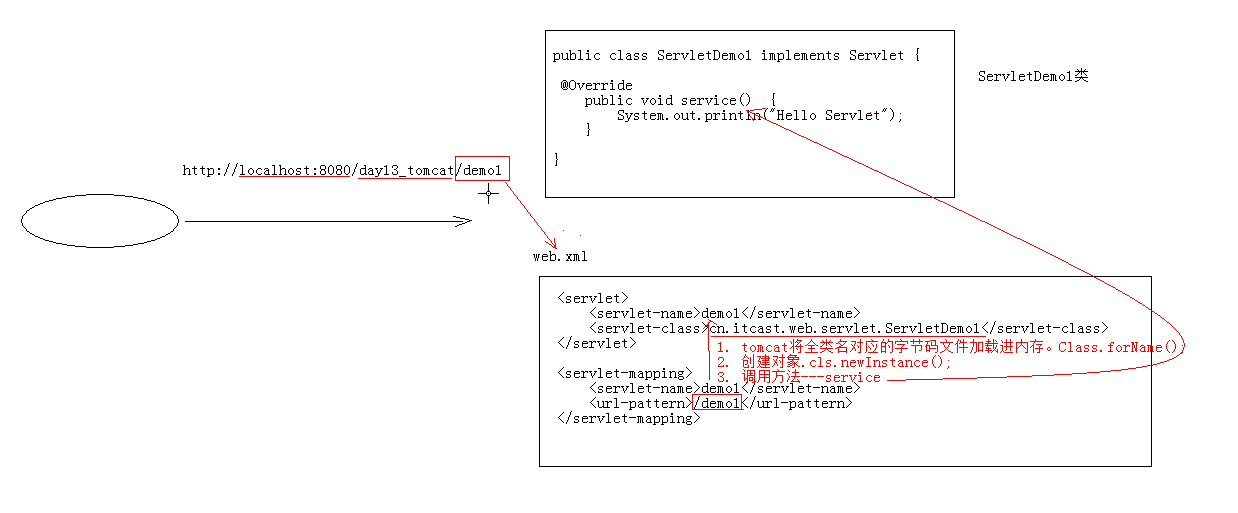 public class ServletDemo1 implements Servlet {
@Override
public void service() {
System.out.println("Hello Servlet");
}
}
ServletDemo1类
http://localhost:8080/day13_tomcat/demo1
web.xml
<servlet>
<servlet-name>demo1</servlet-name>
<servlet-class>cn.itcast.web.servlet.ServletDemo1</servlet-class>
</servlet>
1. tomcat将全类名对应的字节码文件加载进内存。Class.forName()
2. 创建对象.cls.newInstance();
3. 调用方法---service
<servlet-mapping>
<servlet-name>demo1</servlet-name>
<url-pattern>/demo1</url-pattern>
</servlet-mapping>